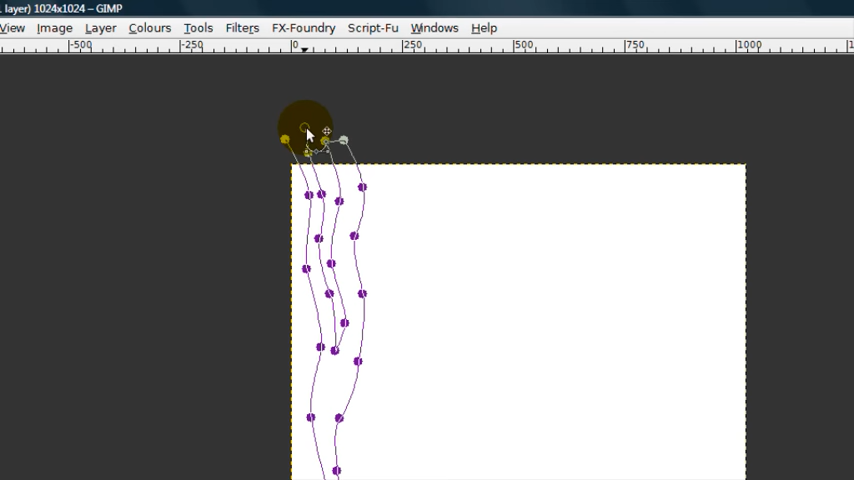 1 layer) 1024x1024 – GIMP
View Image Layer Colours Tools Filters FX-Foundry Script-Fu Windows Help
-500 -250 0 250 500 750 1000